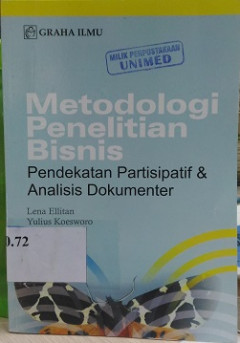 GRAHA ILMU
MILIK PERPUSTAKAAN
UNIMED
Metodologi
Penelitian
Bisnis
Pendekatan Partisipatif &
Analisis Dokumenter
Lena Ellitan
Yulius Koesworo
0.72